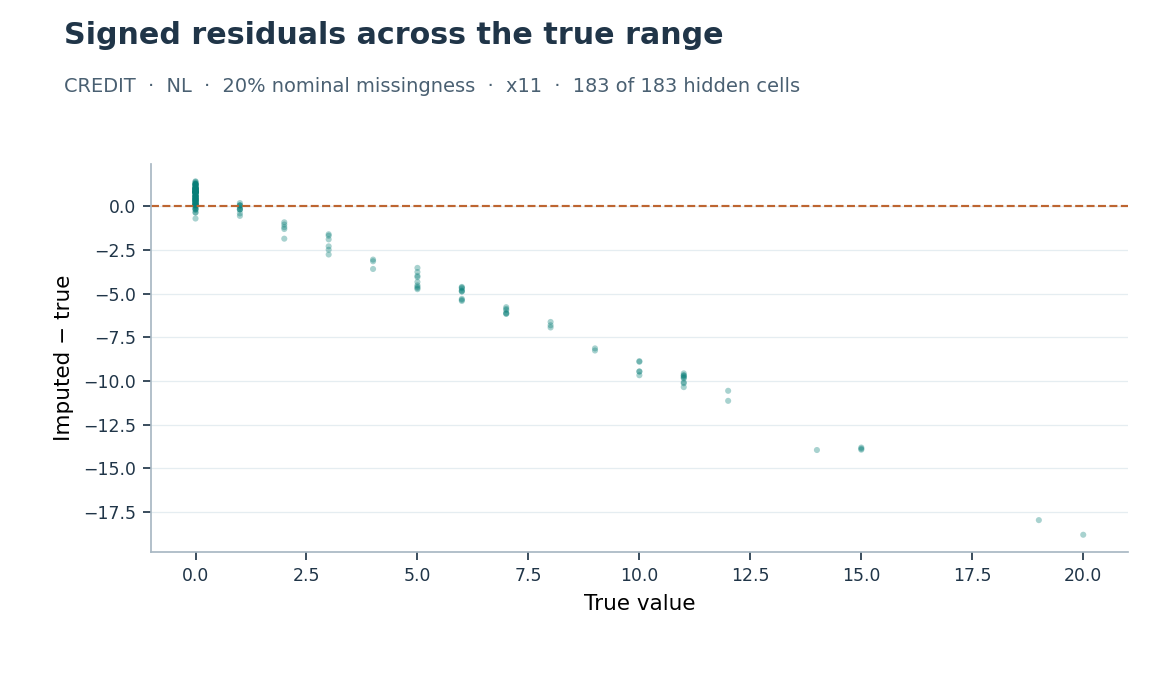 Signed residuals across the true range
CREDIT · NL · 20% nominal missingness · x11 · 183 of 183 hidden cells
Imputed − true
0.0
−2.5
−5.0
−7.5
−10.0
−12.5
−15.0
−17.5
0.0 2.5 5.0 7.5 10.0 12.5 15.0 17.5 20.0
True value